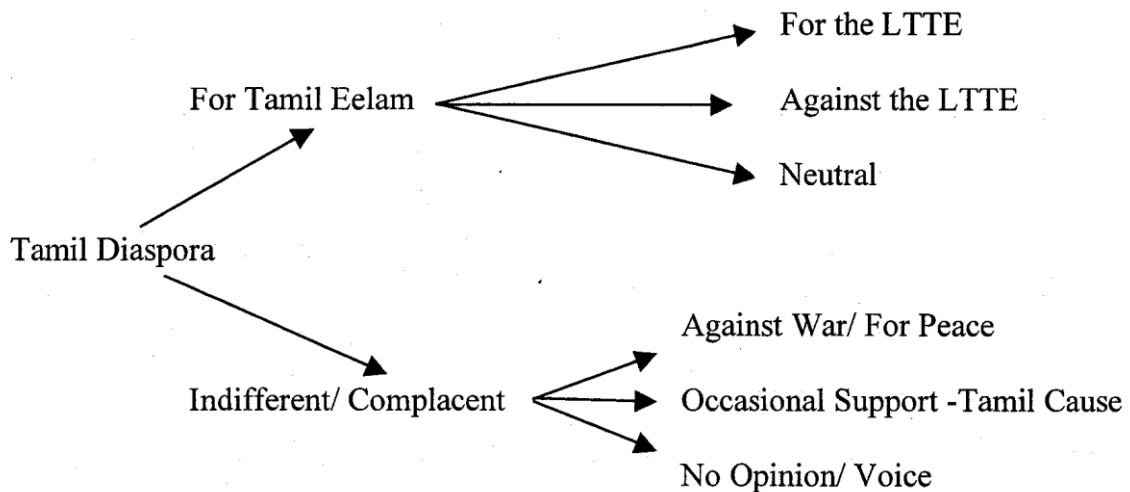 For the LTTE
For Tamil Eelam
Against the LTTE
Neutral
Tamil Diaspora
Against War/ For Peace
Indifferent/ Complacent
Occasional Support -Tamil Cause
No Opinion/ Voice